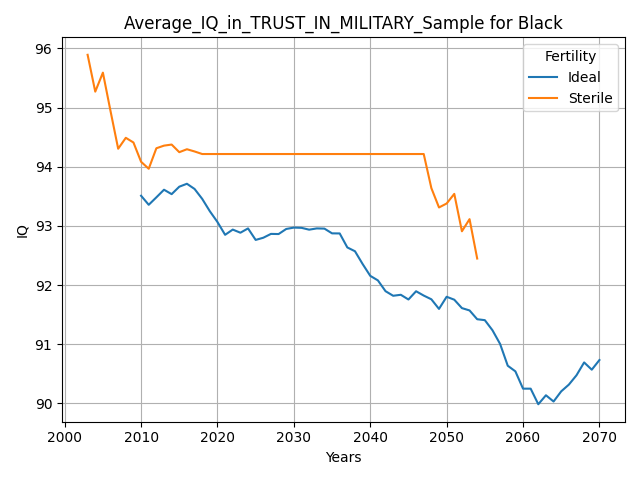 Average_IQ_in_TRUST_IN_MILITARY_Sample for Black
Fertility
Ideal
Sterile
96
95
94
93
92
91
90
IQ
2000 2010 2020 2030 2040 2050 2060 2070
Years